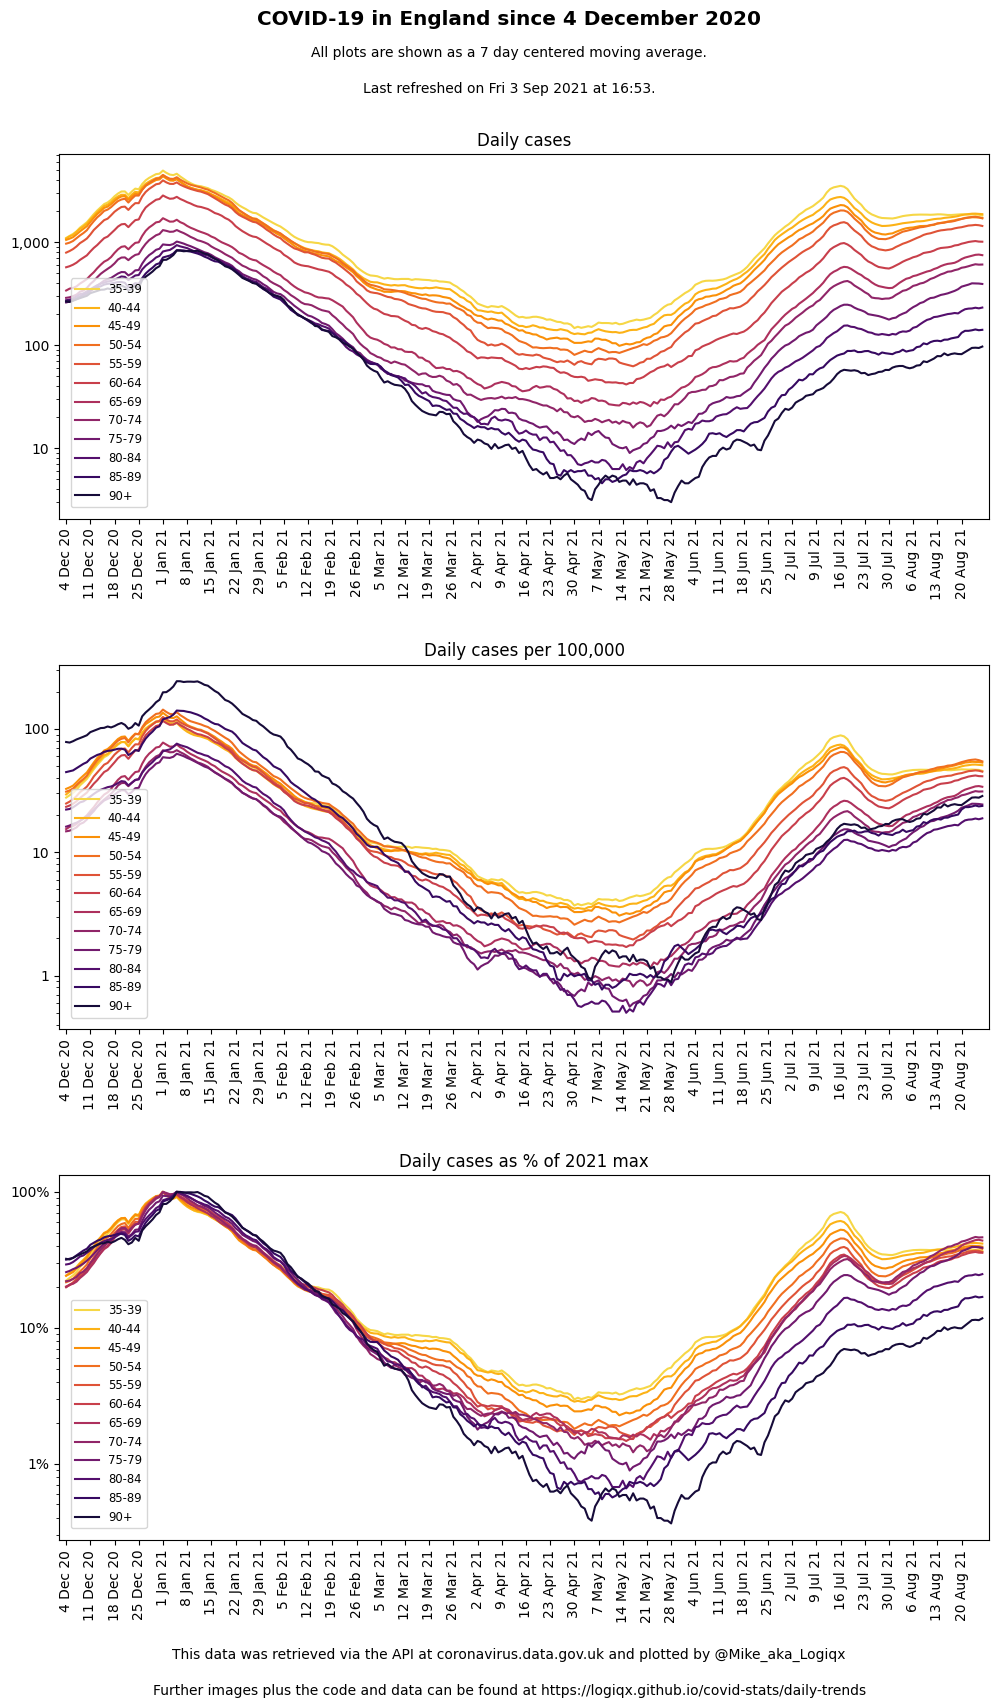 COVID-19 in England since 4 December 2020
All plots are shown as a 7 day centered moving average.
Last refreshed on Fri 3 Sep 2021 at 16:53.
Daily cases
1,000
100
10
35-39
40-44
45-49
50-54
55-59
60-64
65-69
70-74
75-79
80-84
85-89
90+
4 Dec 20
11 Dec 20
18 Dec 20
25 Dec 20
1 Jan 21
8 Jan 21
15 Jan 21
22 Jan 21
29 Jan 21
5 Feb 21
12 Feb 21
19 Feb 21
26 Feb 21
5 Mar 21
12 Mar 21
19 Mar 21
26 Mar 21
2 Apr 21
9 Apr 21
16 Apr 21
23 Apr 21
30 Apr 21
7 May 21
14 May 21
21 May 21
28 May 21
4 Jun 21
11 Jun 21
18 Jun 21
25 Jun 21
2 Jul 21
9 Jul 21
16 Jul 21
23 Jul 21
30 Jul 21
6 Aug 21
13 Aug 21
20 Aug 21
Daily cases per 100,000
100
10
1
35-39
40-44
45-49
50-54
55-59
60-64
65-69
70-74
75-79
80-84
85-89
90+
4 Dec 20
11 Dec 20
18 Dec 20
25 Dec 20
1 Jan 21
8 Jan 21
15 Jan 21
22 Jan 21
29 Jan 21
5 Feb 21
12 Feb 21
19 Feb 21
26 Feb 21
5 Mar 21
12 Mar 21
19 Mar 21
26 Mar 21
2 Apr 21
9 Apr 21
16 Apr 21
23 Apr 21
30 Apr 21
7 May 21
14 May 21
21 May 21
28 May 21
4 Jun 21
11 Jun 21
18 Jun 21
25 Jun 21
2 Jul 21
9 Jul 21
16 Jul 21
23 Jul 21
30 Jul 21
6 Aug 21
13 Aug 21
20 Aug 21
Daily cases as % of 2021 max
100%
10%
1%
35-39
40-44
45-49
50-54
55-59
60-64
65-69
70-74
75-79
80-84
85-89
90+
4 Dec 20
11 Dec 20
18 Dec 20
25 Dec 20
1 Jan 21
8 Jan 21
15 Jan 21
22 Jan 21
29 Jan 21
5 Feb 21
12 Feb 21
19 Feb 21
26 Feb 21
5 Mar 21
12 Mar 21
19 Mar 21
26 Mar 21
2 Apr 21
9 Apr 21
16 Apr 21
23 Apr 21
30 Apr 21
7 May 21
14 May 21
21 May 21
28 May 21
4 Jun 21
11 Jun 21
18 Jun 21
25 Jun 21
2 Jul 21
9 Jul 21
16 Jul 21
23 Jul 21
30 Jul 21
6 Aug 21
13 Aug 21
20 Aug 21
This data was retrieved via the API at coronavirus.data.gov.uk and plotted by @Mike_aka_Logiqx
Further images plus the code and data can be found at https://logiqx.github.io/covid-stats/daily-trends